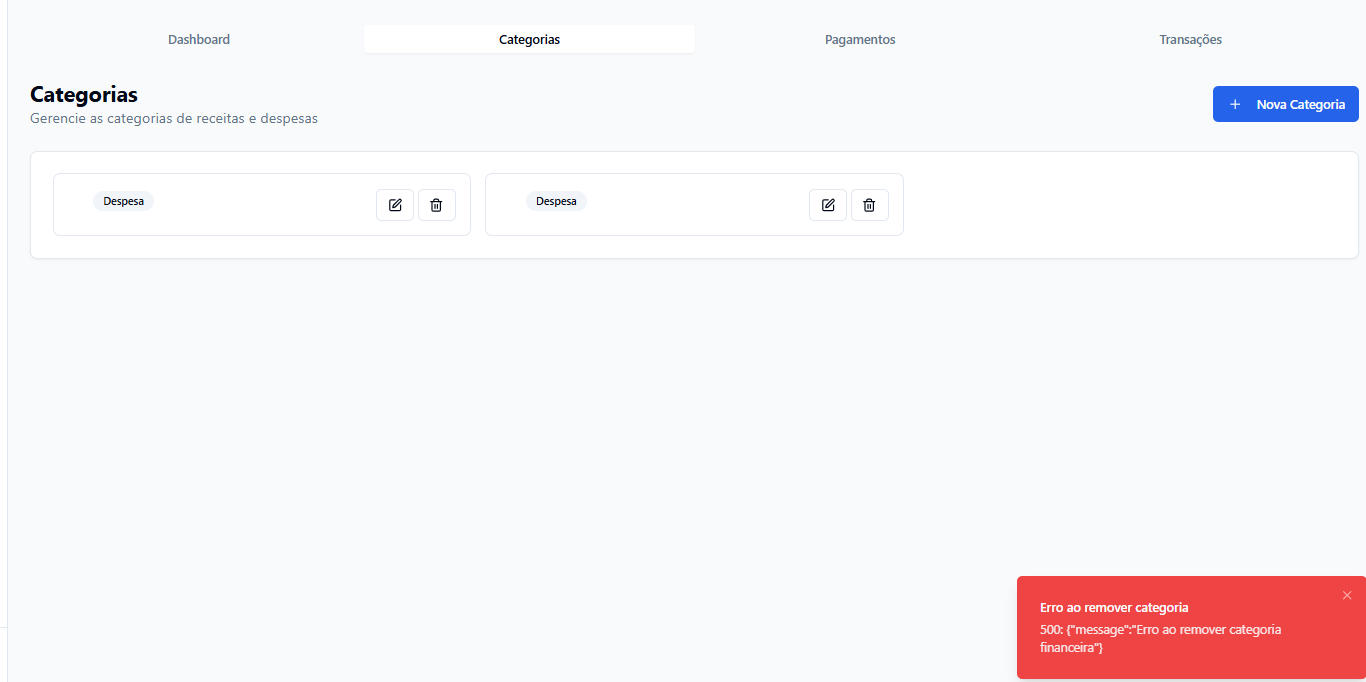 Dashboard
Categorias
Pagamentos
Transações
Categorias
Gerencie as categorias de receitas e despesas
Nova Categoria
Despesa
Despesa
Erro ao remover categoria
500: {"message":"Erro ao remover categoria
financeira"}